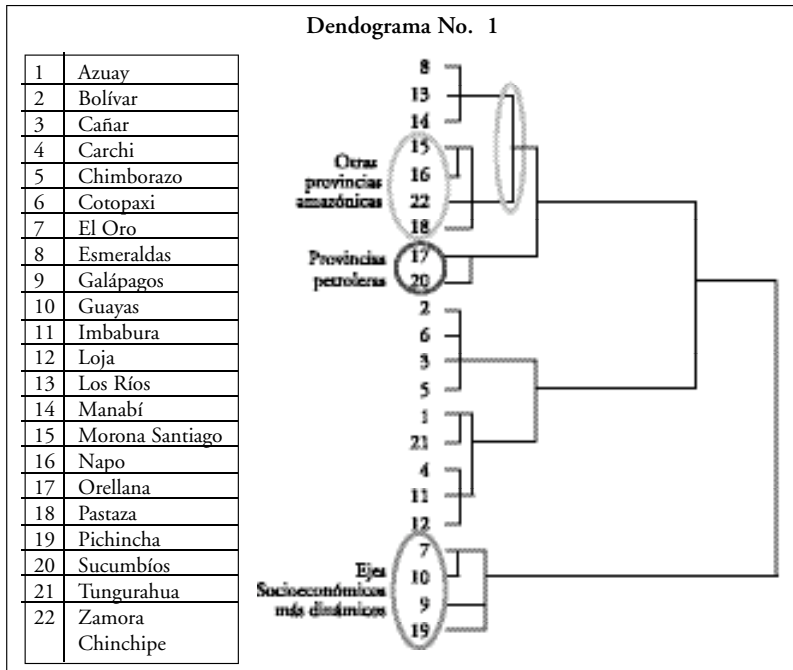 Dendograma No. 1
1 Azuay
2 Bolívar
3 Cañar
4 Carchi
5 Chimborazo
6 Cotopaxi
7 El Oro
8 Esmeraldas
9 Galápagos
10 Guayas
11 Imbabura
12 Loja
13 Los Ríos
14 Manabí
15 Morona Santiago
16 Napo
17 Orellana
18 Pastaza
19 Pichincha
20 Sucumbíos
21 Tungurahua
22 Zamora
Chinchipe
8
13
14
15
Otras
16
provincias
22
amazónicas
18
Provincias
17
petroleras
20
2
6
3
5
1
21
4
11
12
7
Ejes
10
Socioeconómicos
9
más dinámicos
19